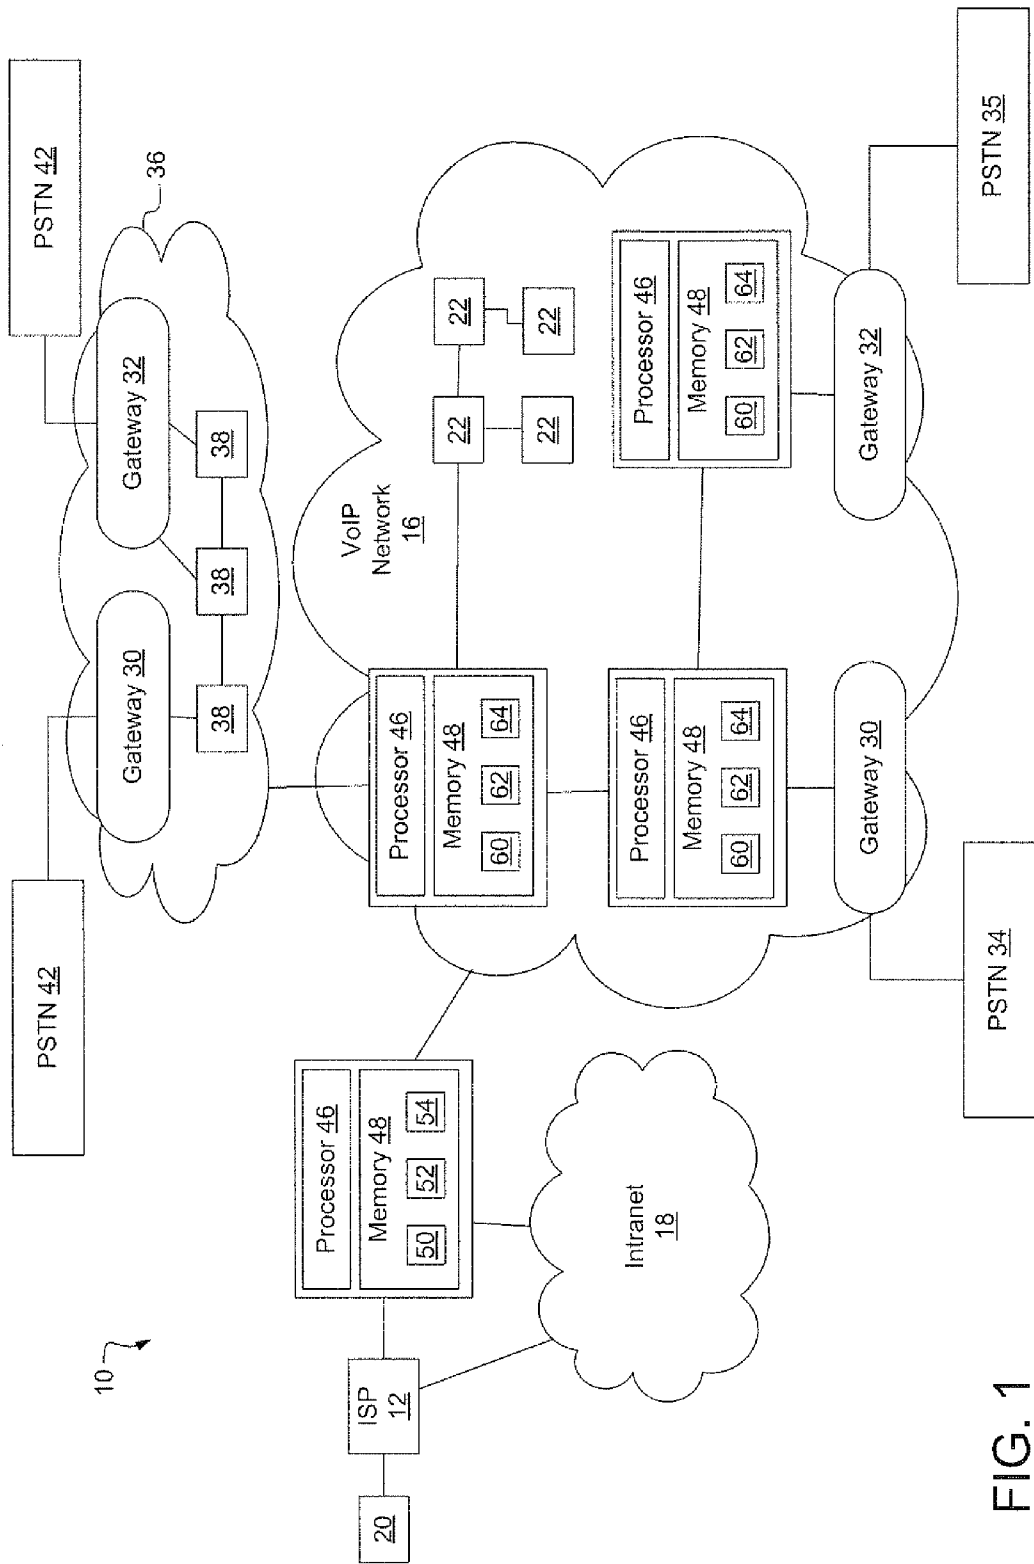 PSTN 42
PSTN 42
36
Gateway 30
Gateway 32
38
38
38
10
20
ISP
12
Processor 46
Memory 48
50
52
54
Intranet
18
VoIP
Network
16
Processor 46
Memory 48
60
62
64
22
22
22
22
Processor 46
Memory 48
60
62
64
Processor 46
Memory 48
60
62
64
Gateway 30
Gateway 32
PSTN 34
PSTN 35
FIG. 1